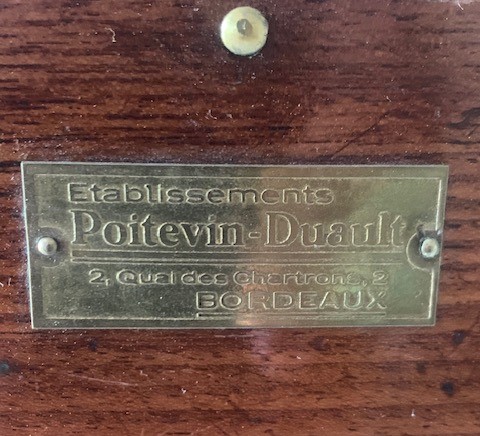 Etablissements
Poitevin-Duault
2, Quai des Chartrons, 2
BORDEAUX